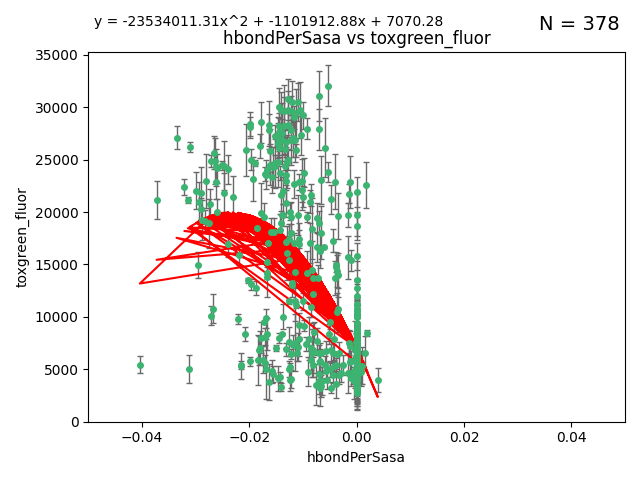 y = -23534011.31x^2 + -1101912.88x + 7070.28
N = 378
hbondPerSasa vs toxgreen_fluor
35000
30000
25000
20000
15000
10000
5000
0
toxgreen_fluor
−0.04
−0.02
0.00
0.02
0.04
hbondPerSasa